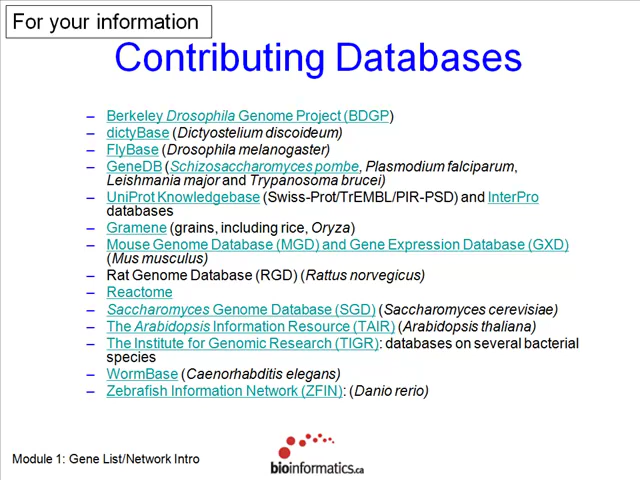 For your information
Contributing Databases
– Berkeley Drosophila Genome Project (BDGP)
– dictyBase (Dictyostelium discoideum)
– FlyBase (Drosophila melanogaster)
– GeneDB (Schizosaccharomyces pombe, Plasmodium falciparum,
Leishmania major and Trypanosoma brucei)
– UniProt Knowledgebase (Swiss-Prot/TrEMBL/PIR-PSD) and InterPro
databases
– Gramene (grains, including rice, Oryza)
– Mouse Genome Database (MGD) and Gene Expression Database (GXD)
(Mus musculus)
– Rat Genome Database (RGD) (Rattus norvegicus)
– Reactome
– Saccharomyces Genome Database (SGD) (Saccharomyces cerevisiae)
– The Arabidopsis Information Resource (TAIR) (Arabidopsis thaliana)
– The Institute for Genomic Research (TIGR): databases on several bacterial
species
– WormBase (Caenorhabditis elegans)
– Zebrafish Information Network (ZFIN): (Danio rerio)
Module 1: Gene List/Network Intro
bioinformatics.ca